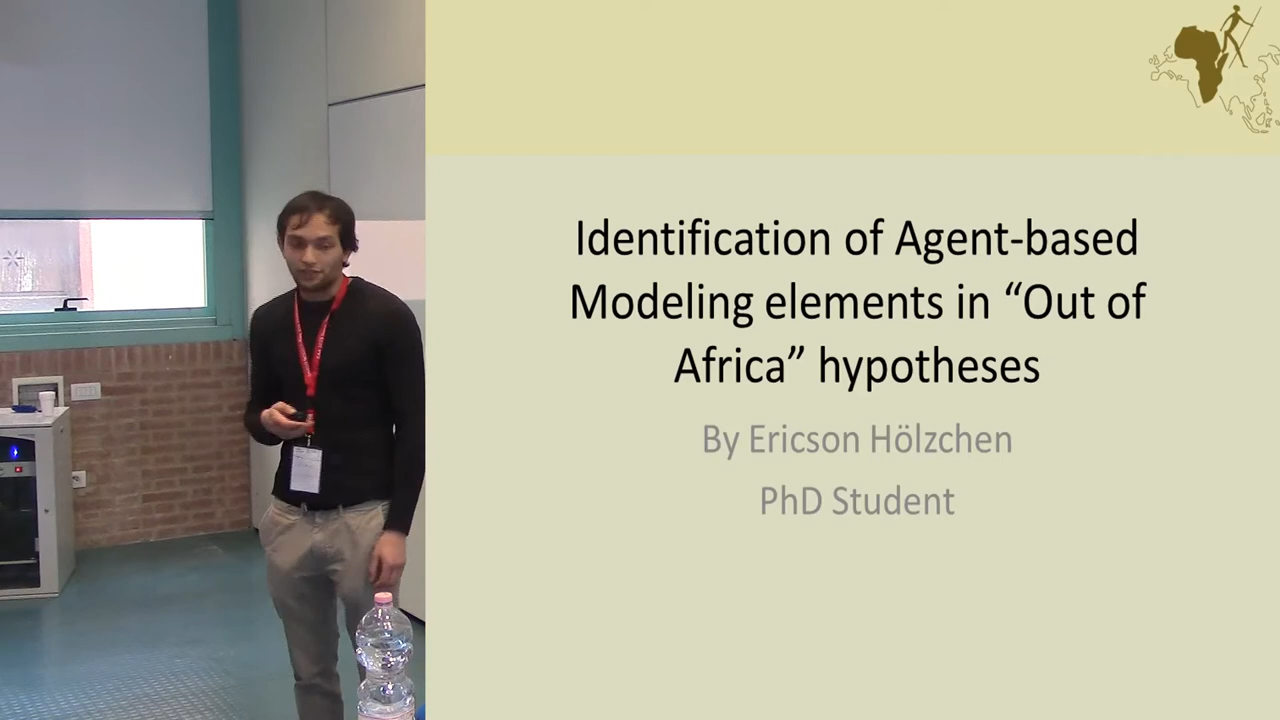 Identification of Agent-based
Modeling elements in “Out of
Africa” hypotheses
By Ericson Hölzchen
PhD Student